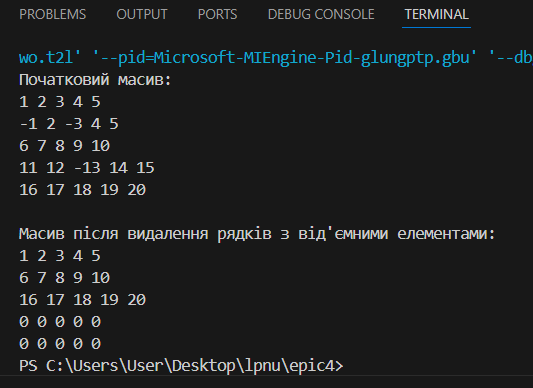 PROBLEMS OUTPUT PORTS DEBUG CONSOLE TERMINAL
wo.t2l' '--pid=Microsoft-MIEngine-Pid-glungptp.gbu' '--db
Початковий масив:
1 2 3 4 5
-1 2 -3 4 5
6 7 8 9 10
11 12 -13 14 15
16 17 18 19 20
Масив після видалення рядків з від'ємними елементами:
1 2 3 4 5
6 7 8 9 10
16 17 18 19 20
0 0 0 0 0
0 0 0 0 0
PS C:\Users\User\Desktop\lpnu\epic4>